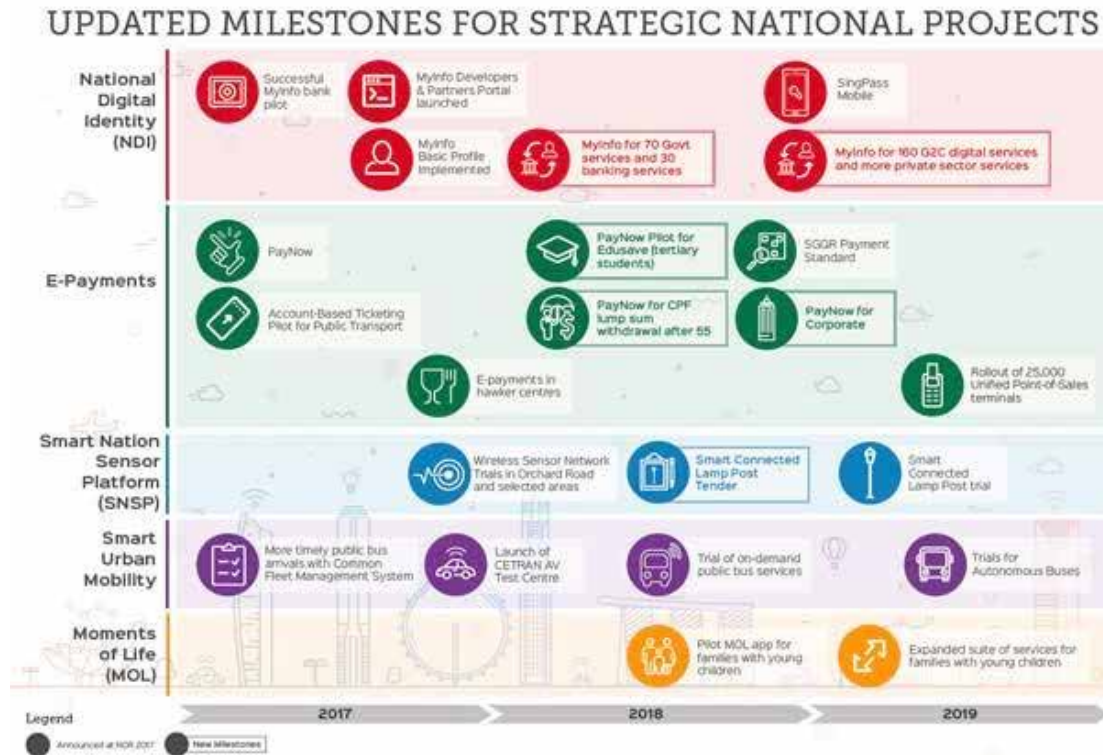 UPDATED MILESTONES FOR STRATEGIC NATIONAL PROJECTS
National
Digital
Identity
(NDI)
Successful
MyInfo bank
pilot
MyInfo Developers
& Partners Portal
launched
SingPass
Mobile
MyInfo
Basic Profile
Implemented
MyInfo for 70 Govt
services and 30
banking services
MyInfo for 160 G2C digital services
and more private sector services
E-Payments
PayNow
PayNow Pilot for
Edusave (tertiary
students)
SGQR Payment
Standard
Account-Based Ticketing
Pilot for Public Transport
PayNow for CPF
lump sum
withdrawal after 55
PayNow for
Corporate
E-payments in
hawker centres
Rollout of 25,000
Unified Point-of-Sales
terminals
Smart Nation
Sensor
Platform
(SNSP)
Wireless Sensor Network
Trials in Orchard Road
and selected areas
Smart Connected
Lamp Post
Tender
Smart
Connected
Lamp Post trial
Smart
Urban
Mobility
More timely public bus
arrivals with Common
Fleet Management System
Launch of
CETRAN AV
Test Centre
Trial of on-demand
public bus services
Trials for
Autonomous Buses
Moments
of Life
(MOL)
Pilot MOL app for
families with young
children
Expanded suite of services for
families with young children
2017
2018
2019
Legend
Announced at NDR 2017
New Milestones